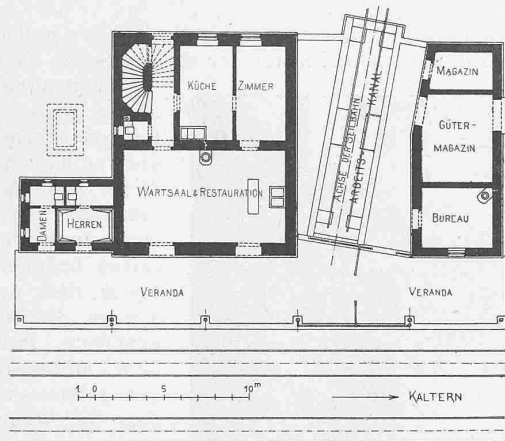 KÜCHE
ZIMMER
MAGAZIN
GÜTER-
MAGAZIN
ACHSE DER SEILBAHN
ARBEITS-KANAL
WARTSAAL & RESTAURATION
DAMEN
HERREN
BUREAU
VERANDA
VERANDA
1 0 5 10m
KALTERN